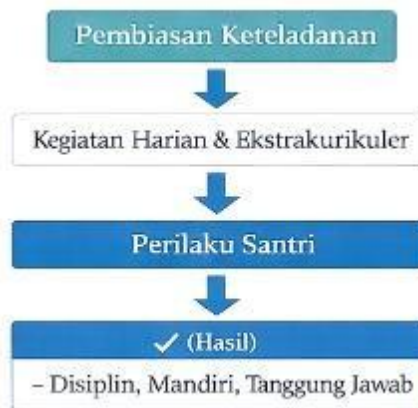 Pembiasan Keteladanan
Kegiatan Harian & Ekstrakurikuler
Perilaku Santri
✓ (Hasil)
– Disiplin, Mandiri, Tanggung Jawab